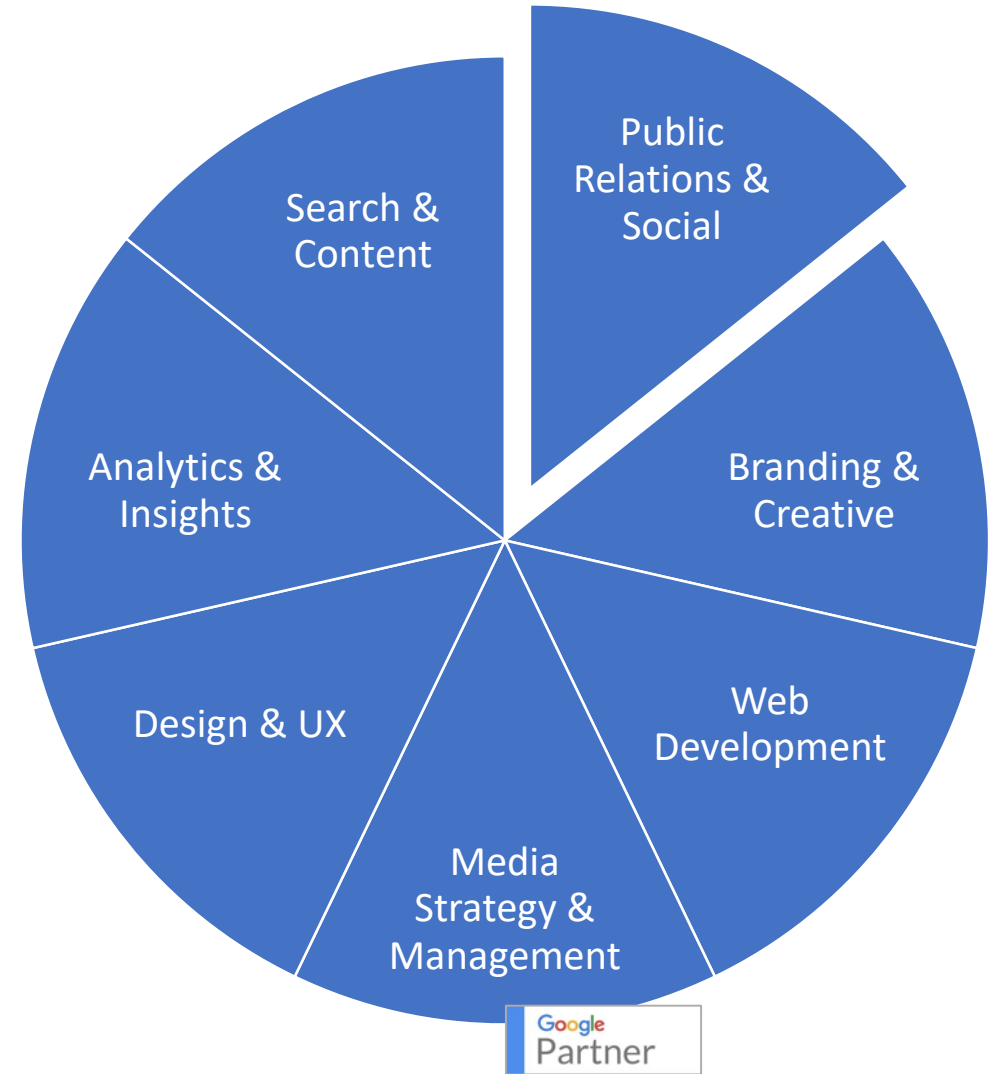 Public
Relations &
Social
Search &
Content
Branding &
Creative
Analytics &
Insights
Web
Development
Design & UX
Media
Strategy &
Management
Google
Partner